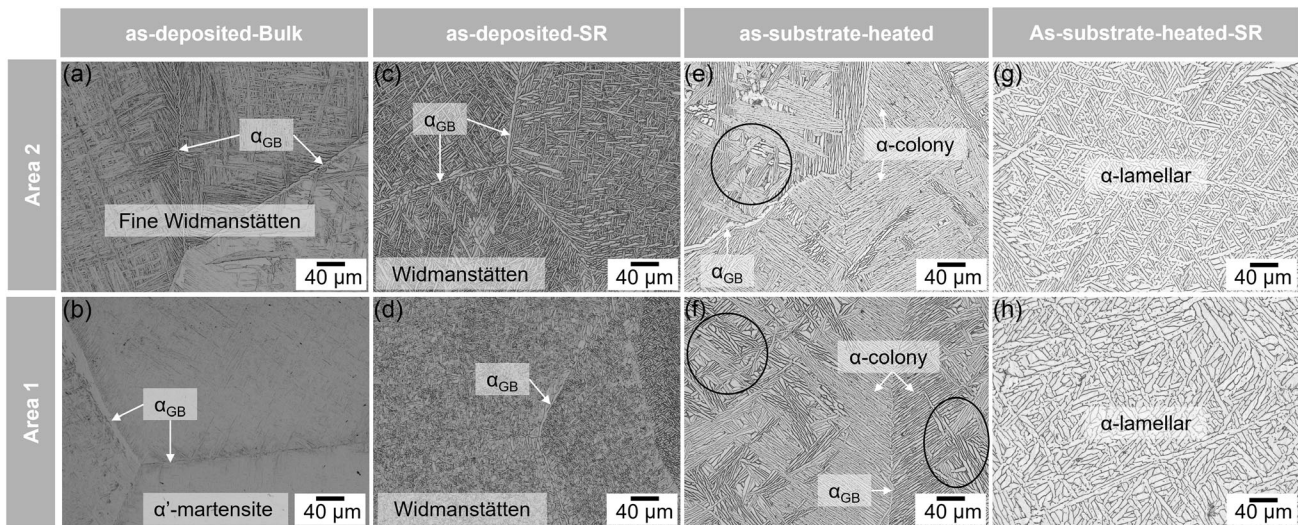 as-deposited-Bulk
as-deposited-SR
as-substrate-heated
As-substrate-heated-SR
Area 2
(a)
αGB
Fine Widmanstätten
40 µm
(c)
αGB
Widmanstätten
40 µm
(e)
α-colony
αGB
40 µm
(g)
α-lamellar
40 µm
Area 1
(b)
αGB
α'-martensite
40 µm
(d)
αGB
Widmanstätten
40 µm
(f)
α-colony
αGB
40 µm
(h)
α-lamellar
40 µm